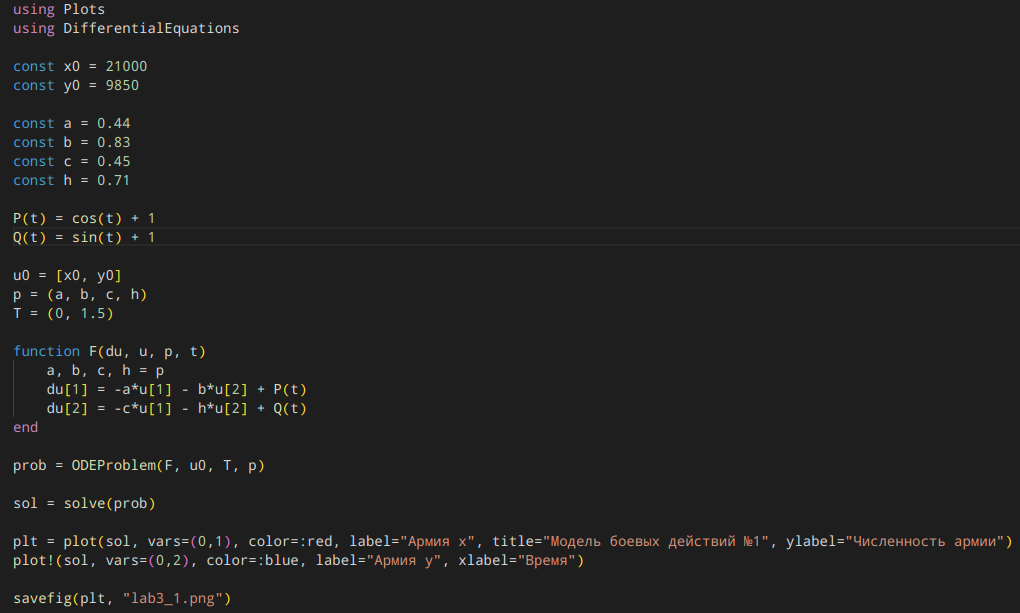 using Plots
using DifferentialEquations
const x0 = 21000
const y0 = 9850
const a = 0.44
const b = 0.83
const c = 0.45
const h = 0.71
P(t) = cos(t) + 1
Q(t) = sin(t) + 1
u0 = [x0, y0]
p = (a, b, c, h)
T = (0, 1.5)
function F(du, u, p, t)
    a, b, c, h = p
    du[1] = -a*u[1] - b*u[2] + P(t)
    du[2] = -c*u[1] - h*u[2] + Q(t)
end
prob = ODEProblem(F, u0, T, p)
sol = solve(prob)
plt = plot(sol, vars=(0,1), color=:red, label="Армия x", title="Модель боевых действий №1", ylabel="Численность армии")
plot!(sol, vars=(0,2), color=:blue, label="Армия y", xlabel="Время")
savefig(plt, "lab3_1.png")